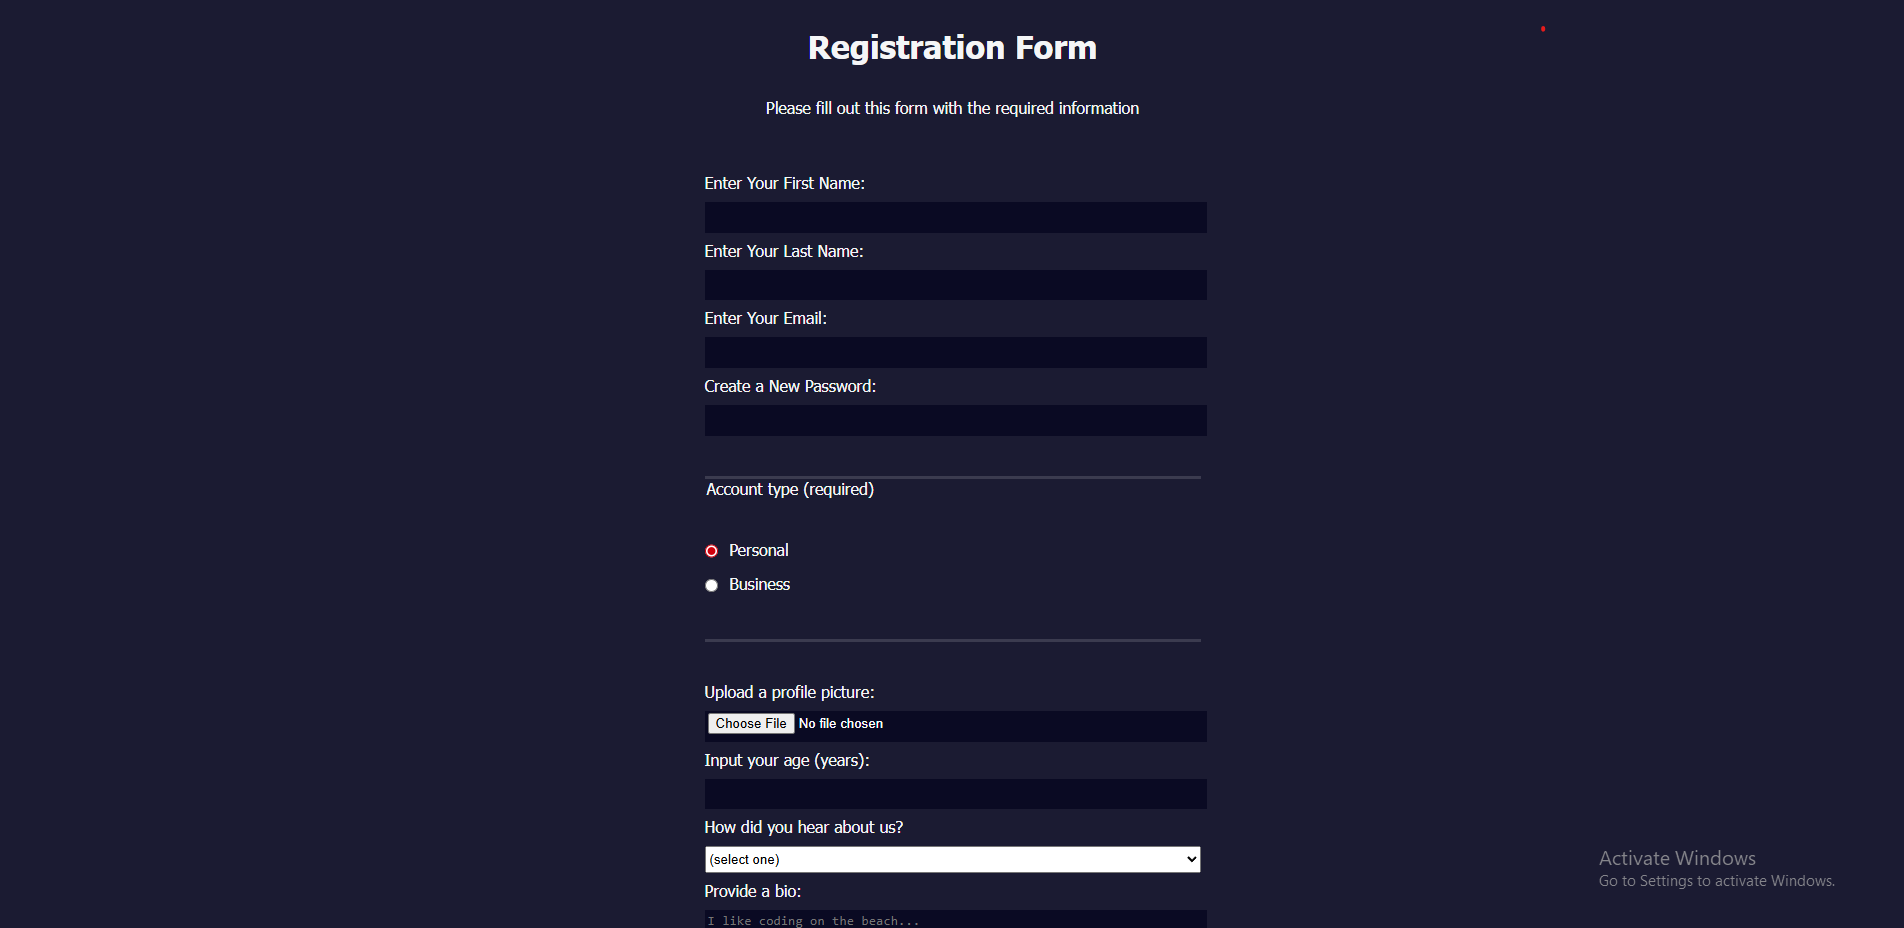 Registration Form
Please fill out this form with the required information
Enter Your First Name:
Enter Your Last Name:
Enter Your Email:
Create a New Password:
Account type (required)
Personal
Business
Upload a profile picture:
Choose File No file chosen
Input your age (years):
How did you hear about us?
(select one)
Provide a bio:
I like coding on the beach...
Activate Windows
Go to Settings to activate Windows.